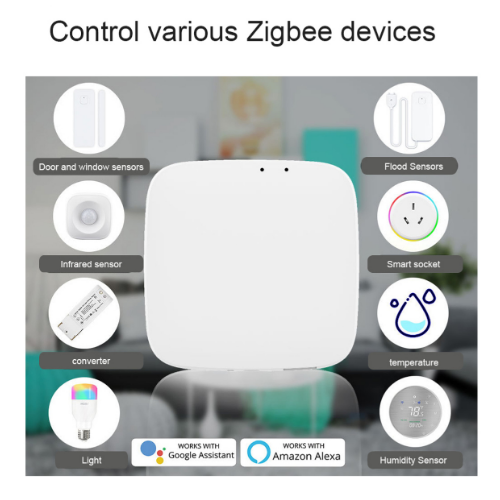 Control various Zigbee devices
Door and window sensors
Flood Sensors
Infrared sensor
Smart socket
converter
temperature
Light
WORKS WITH
Google Assistant
WORKS WITH
Amazon Alexa
Humidity Sensor